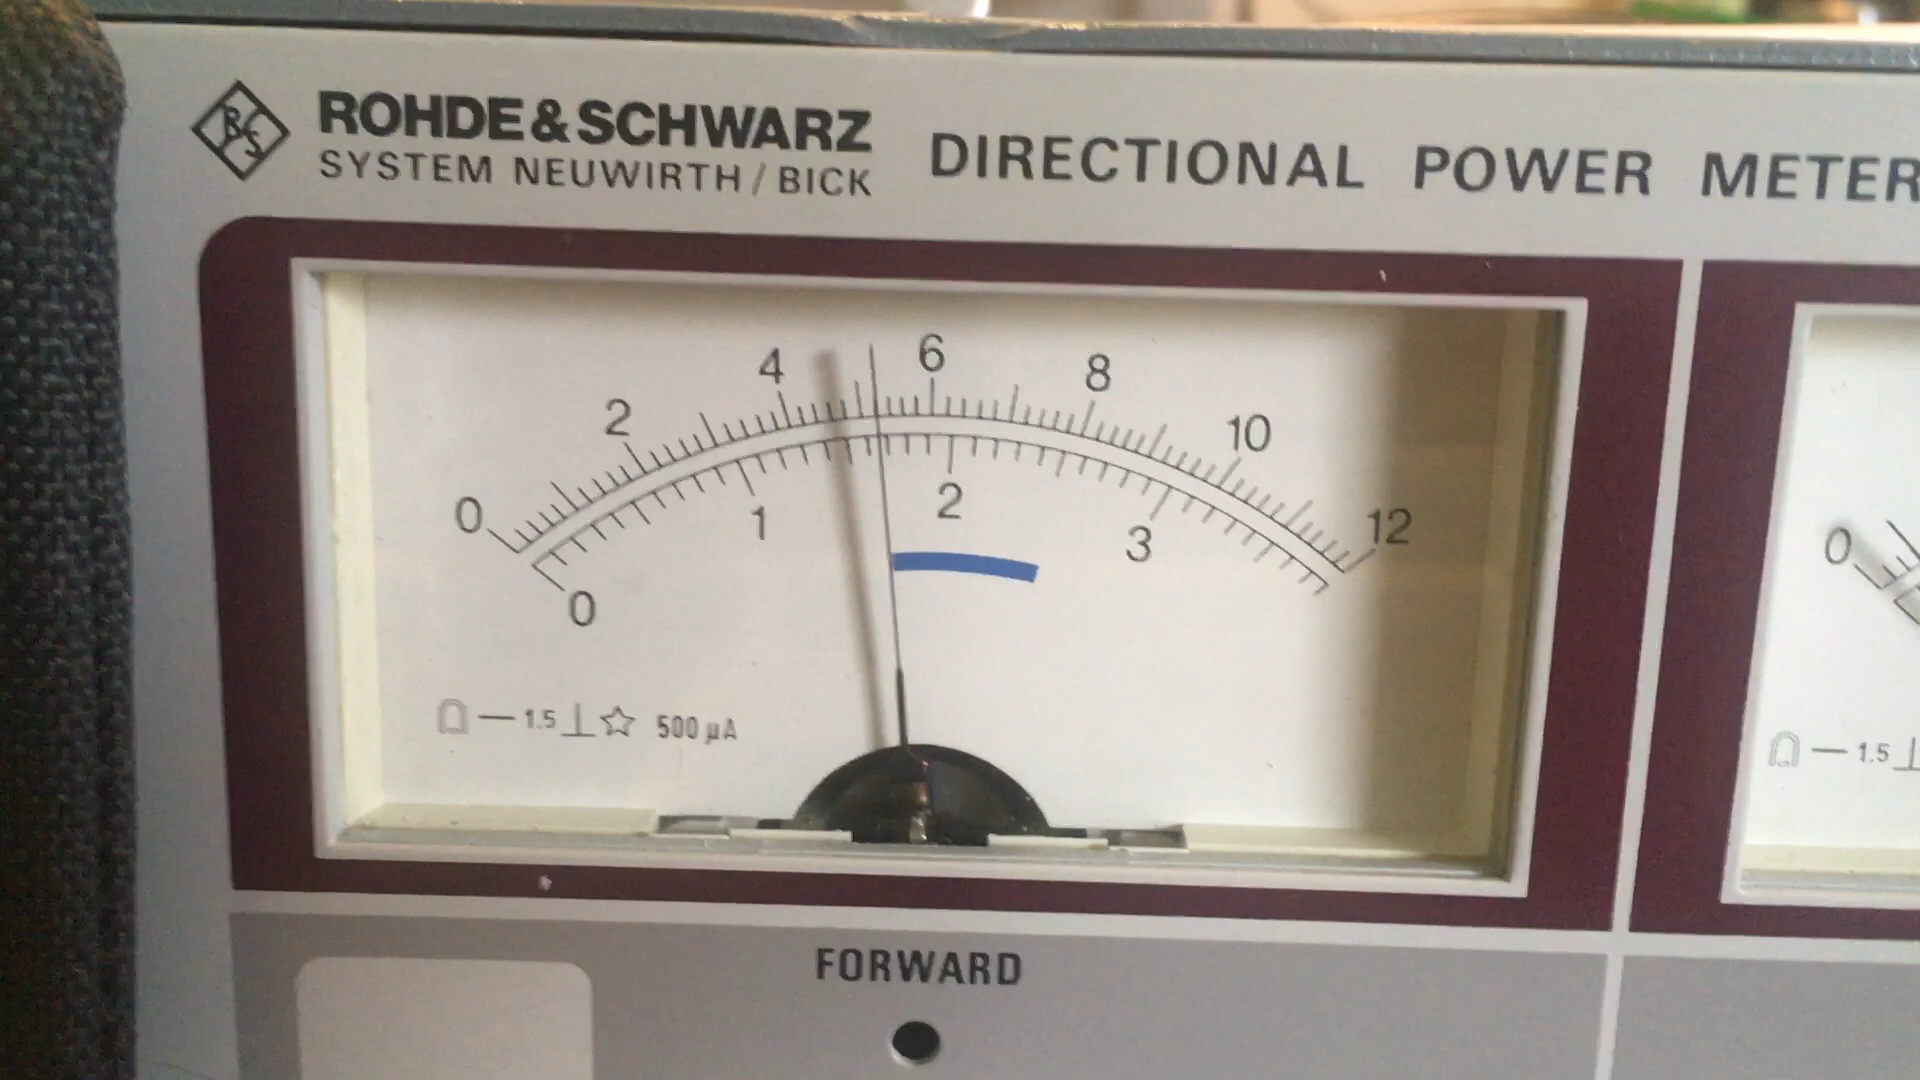 RS
ROHDE&SCHWARZ
SYSTEM NEUWIRTH/BICK
DIRECTIONAL POWER METER
0 2 4 6 8 10 12
0 1 2 3
1.5 500 µA
0
1.5
FORWARD